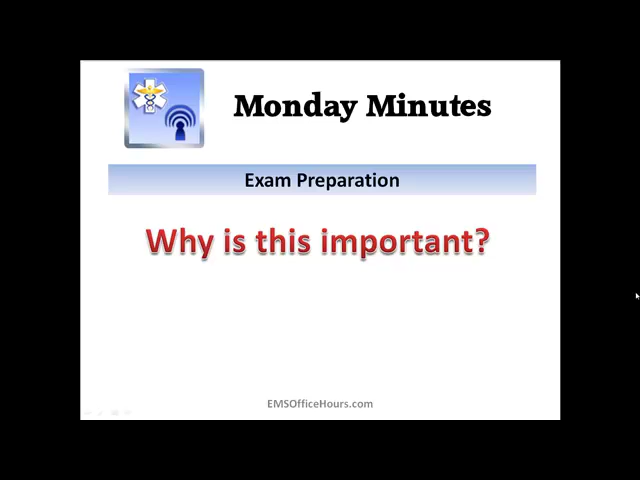 Monday Minutes
Exam Preparation
Why is this important?
EMSOfficeHours.com